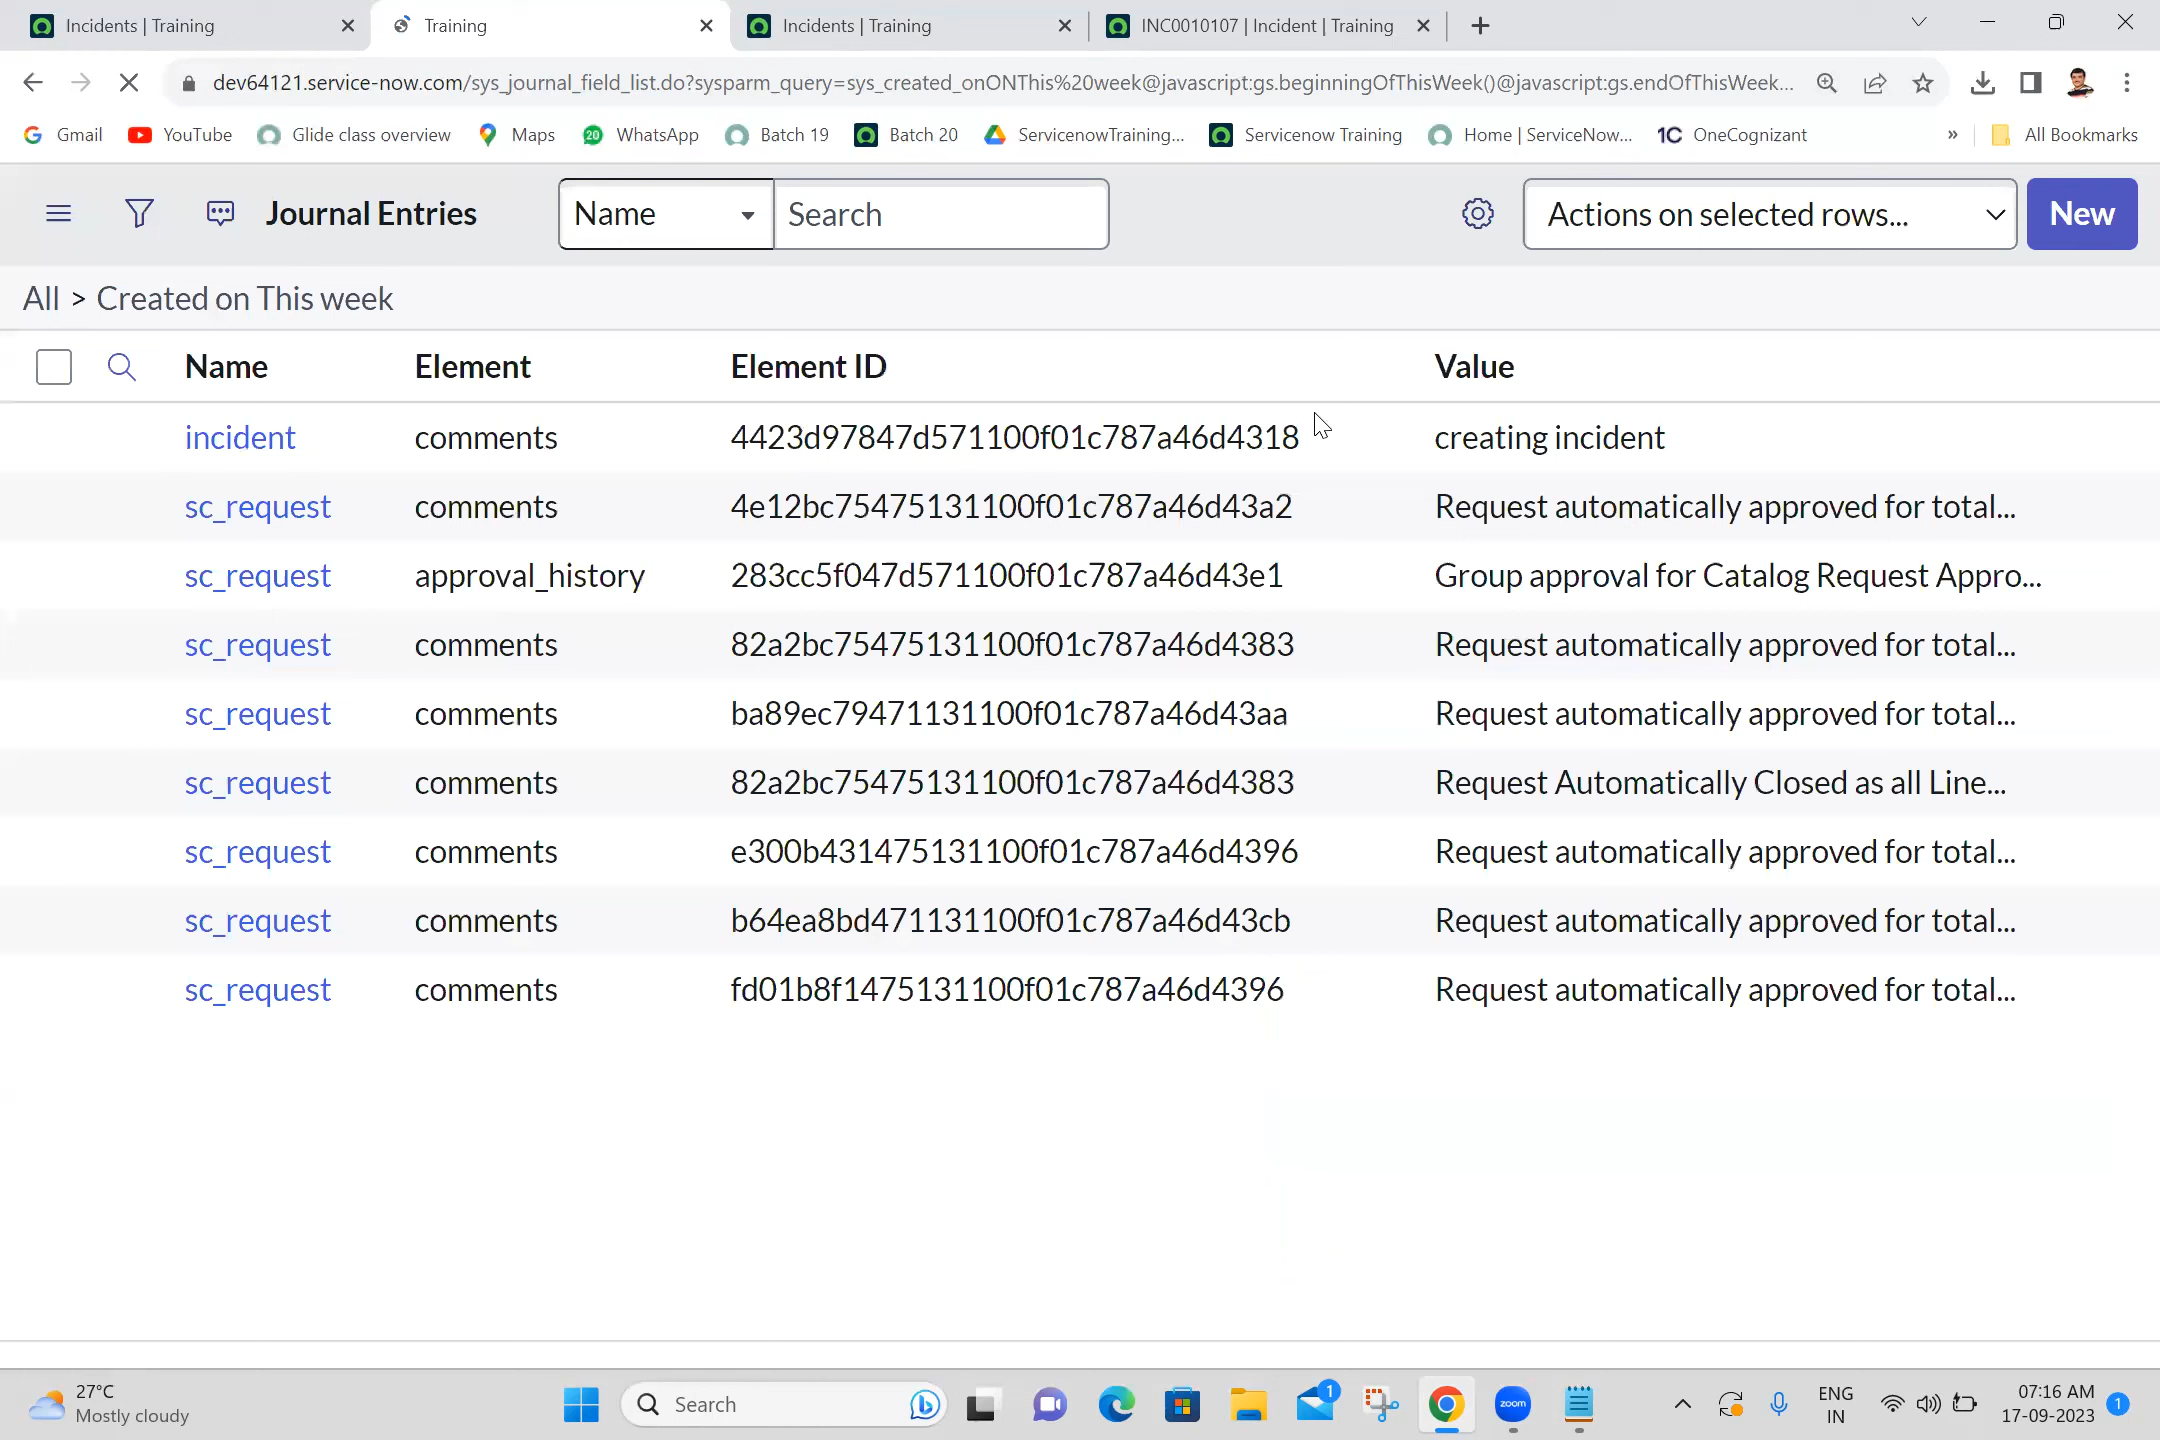 Incidents | Training
Training
Incidents | Training
INC0010107 | Incident | Training
dev64121.service-now.com/sys_journal_field_list.do?sysparm_query=sys_created_onONThis%20week@javascript:gs.beginningOfThisWeek()@javascript:gs.endOfThisWeek...
Gmail
YouTube
Glide class overview
Maps
20
WhatsApp
Batch 19
Batch 20
ServicenowTraining...
Servicenow Training
Home | ServiceNow...
1C
OneCognizant
»
All Bookmarks
Journal Entries
Name
Search
Actions on selected rows...
New
All > Created on This week
Name Element Element ID Value
incident comments 4423d97847d571100f01c787a46d4318 creating incident
sc_request comments 4e12bc75475131100f01c787a46d43a2 Request automatically approved for total...
sc_request approval_history 283cc5f047d571100f01c787a46d43e1 Group approval for Catalog Request Appro...
sc_request comments 82a2bc75475131100f01c787a46d4383 Request automatically approved for total...
sc_request comments ba89ec79471131100f01c787a46d43aa Request automatically approved for total...
sc_request comments 82a2bc75475131100f01c787a46d4383 Request Automatically Closed as all Line...
sc_request comments e300b431475131100f01c787a46d4396 Request automatically approved for total...
sc_request comments b64ea8bd471131100f01c787a46d43cb Request automatically approved for total...
sc_request comments fd01b8f1475131100f01c787a46d4396 Request automatically approved for total...
27°C
Mostly cloudy
Search
1
zoom
ENG
IN
07:16 AM
17-09-2023
1